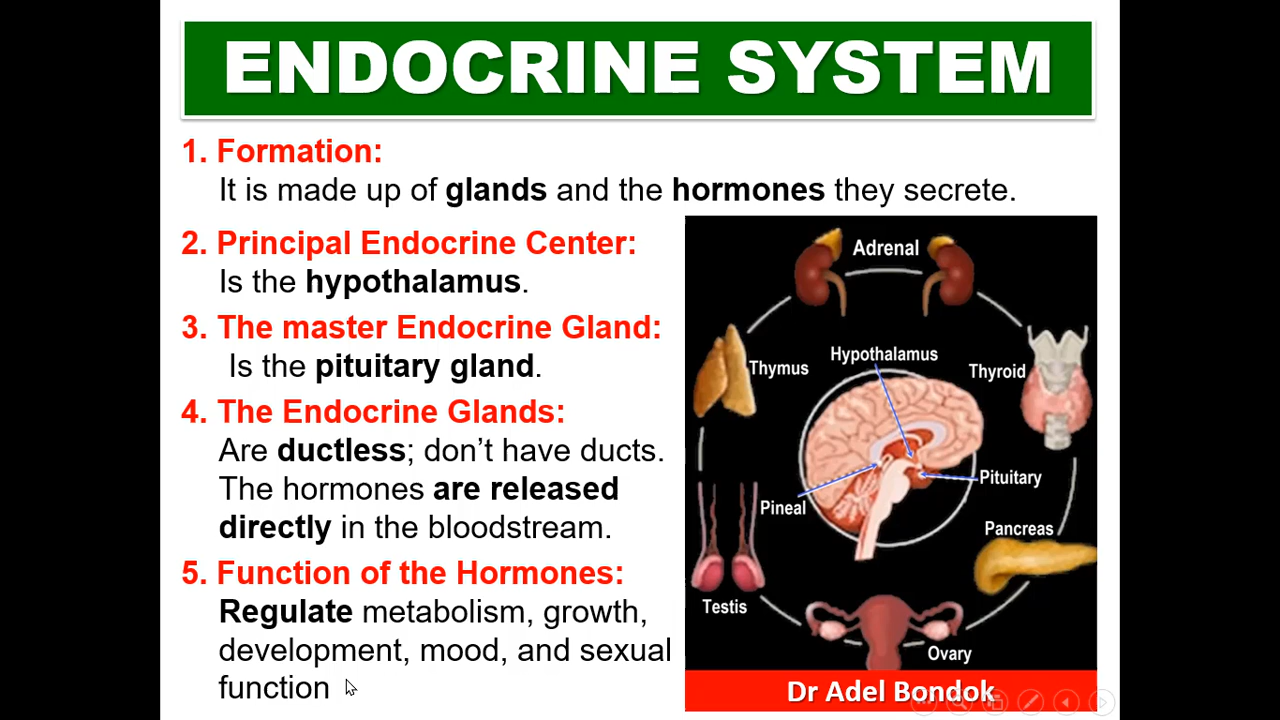 ENDOCRINE SYSTEM
1. Formation:
It is made up of glands and the hormones they secrete.
2. Principal Endocrine Center:
Is the hypothalamus.
3. The master Endocrine Gland:
Is the pituitary gland.
4. The Endocrine Glands:
Are ductless; don’t have ducts.
The hormones are released
directly in the bloodstream.
5. Function of the Hormones:
Regulate metabolism, growth,
development, mood, and sexual
function
Adrenal
Hypothalamus
Thymus
Thyroid
Pituitary
Pineal
Pancreas
Testis
Ovary
Dr Adel Bondok